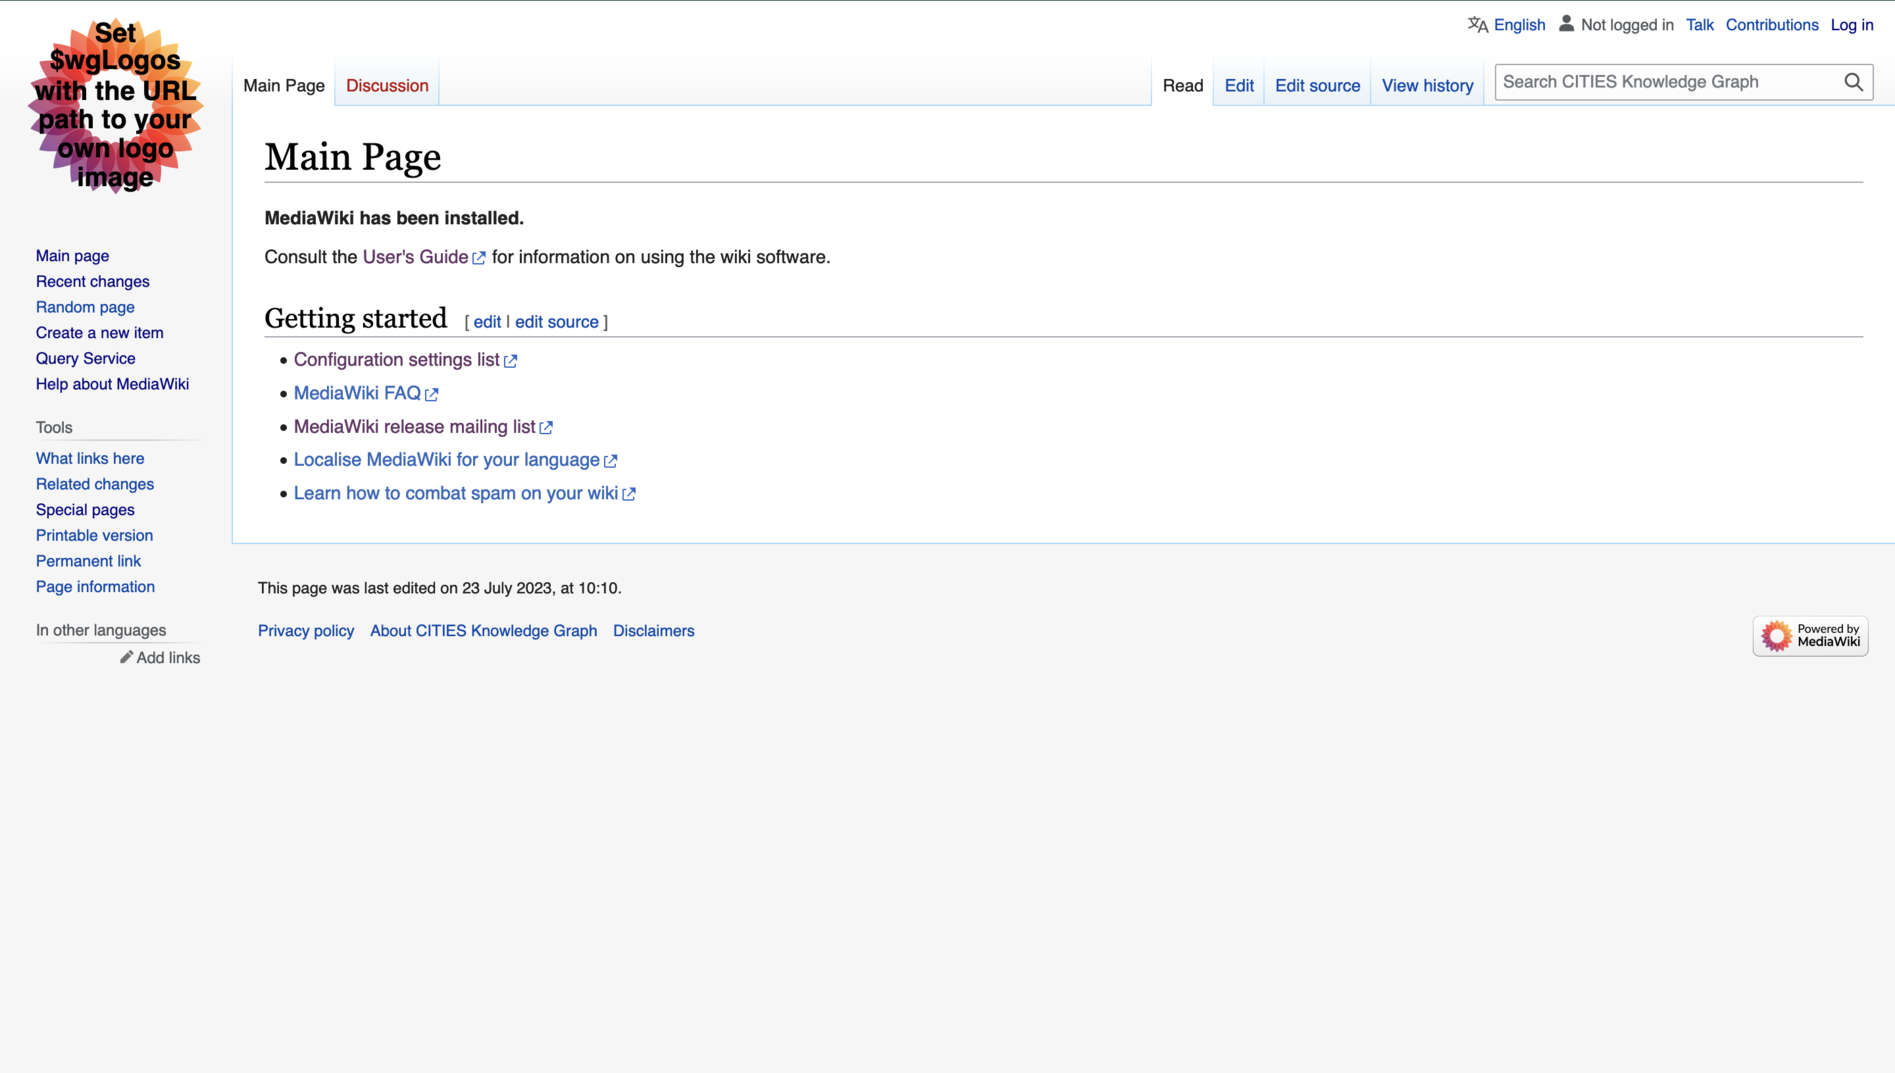 Set
$wgLogos
with the URL
path to your
own logo
image
English Not logged in Talk Contributions Log in
Main Page Discussion Read Edit Edit source View history Search CITIES Knowledge Graph
Main Page
MediaWiki has been installed.
Consult the User's Guide for information on using the wiki software.
Getting started [ edit | edit source ]
• Configuration settings list
• MediaWiki FAQ
• MediaWiki release mailing list
• Localise MediaWiki for your language
• Learn how to combat spam on your wiki
Main page
Recent changes
Random page
Create a new item
Query Service
Help about MediaWiki
Tools
What links here
Related changes
Special pages
Printable version
Permanent link
Page information
In other languages
Add links
This page was last edited on 23 July 2023, at 10:10.
Privacy policy About CITIES Knowledge Graph Disclaimers
Powered by
MediaWiki